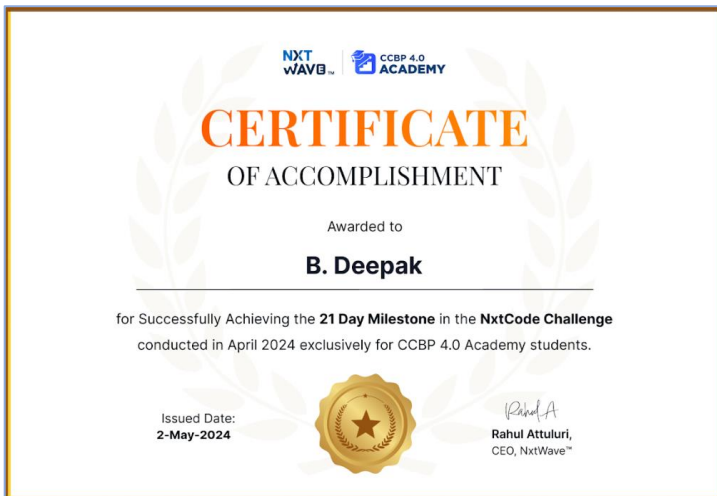 NXT
WAVE™
CCBP 4.0
ACADEMY
CERTIFICATE
OF ACCOMPLISHMENT
Awarded to
B. Deepak
for Successfully Achieving the 21 Day Milestone in the NxtCode Challenge
conducted in April 2024 exclusively for CCBP 4.0 Academy students.
Issued Date:
2-May-2024
Rahul A
Rahul Attuluri,
CEO, NxtWave™